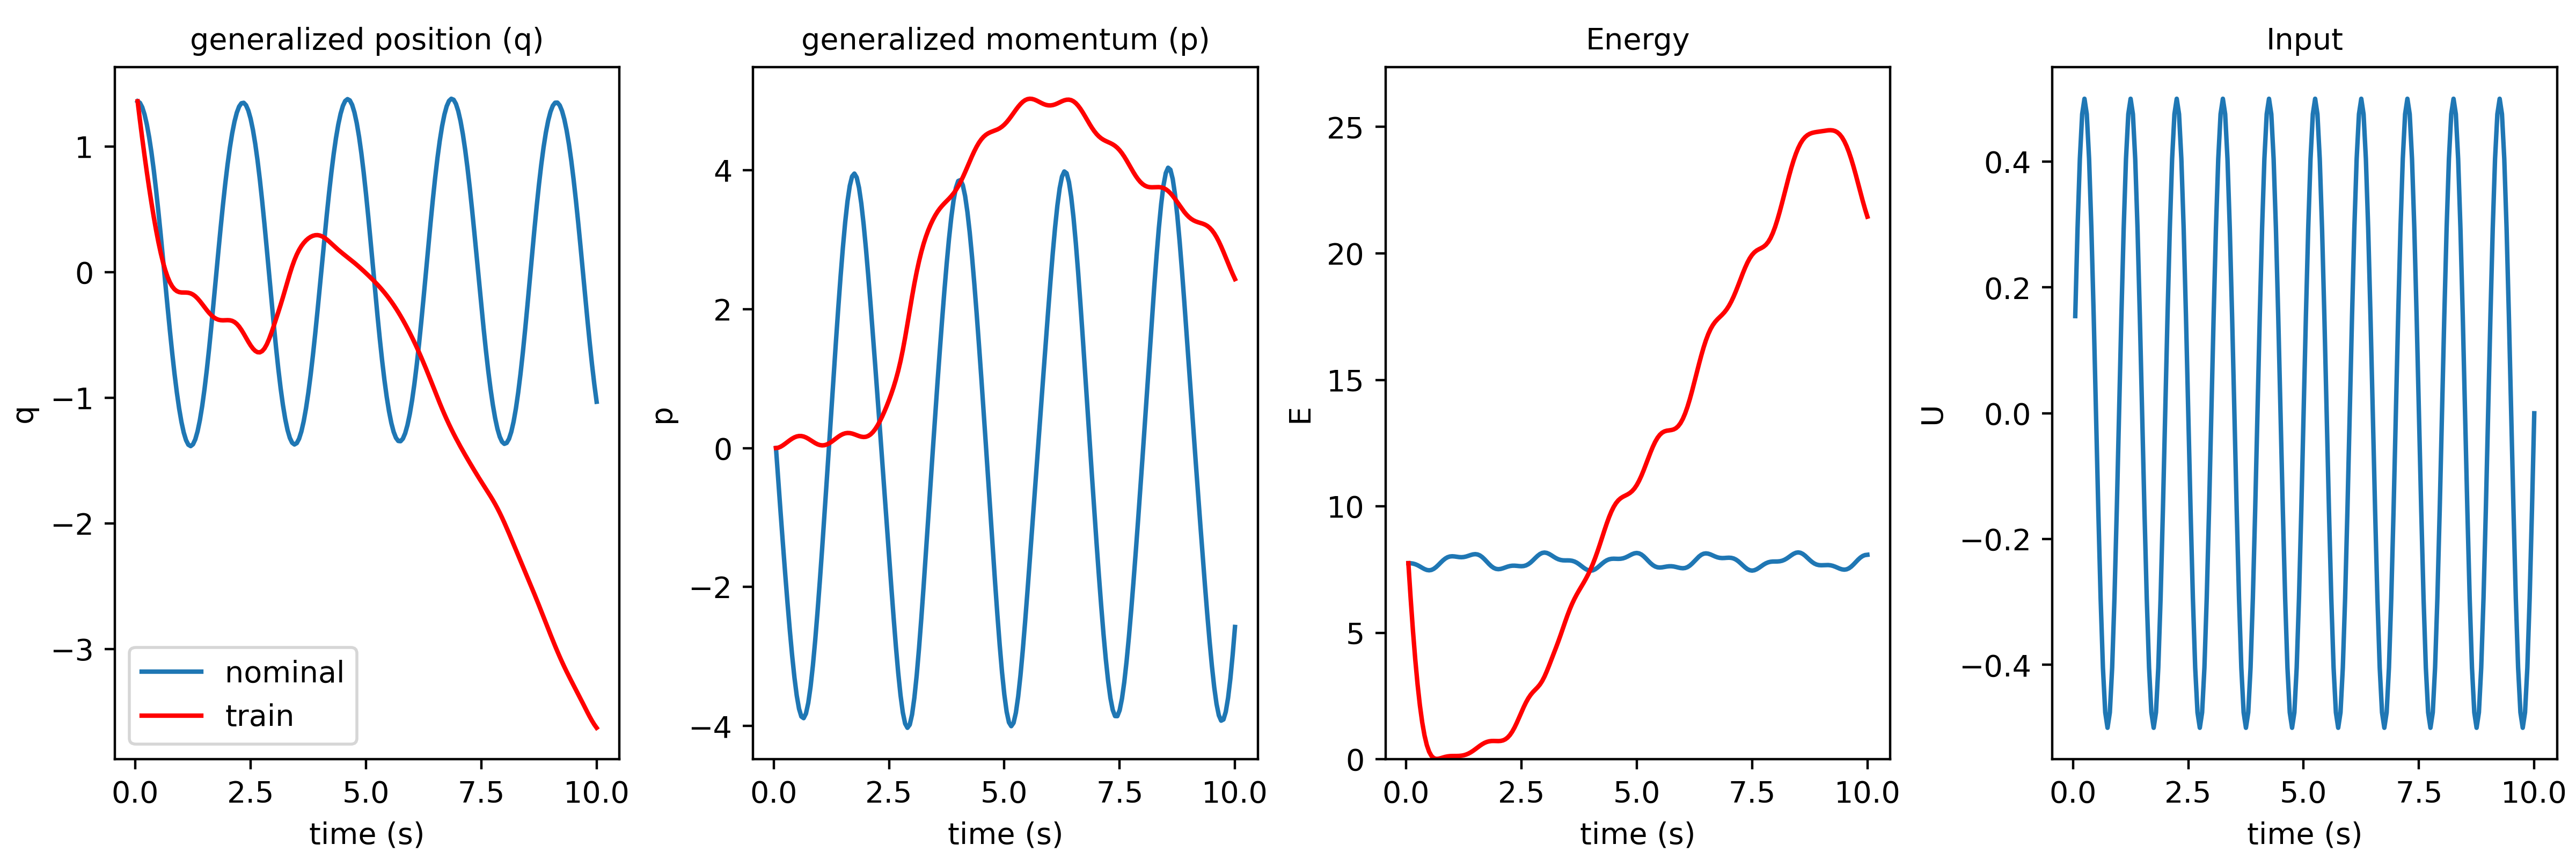 generalized position (q)
q
1
0
−1
−2
−3
nominal
train
0.0 2.5 5.0 7.5 10.0
time (s)
generalized momentum (p)
p
4
2
0
−2
−4
0.0 2.5 5.0 7.5 10.0
time (s)
Energy
E
25
20
15
10
5
0
0.0 2.5 5.0 7.5 10.0
time (s)
Input
U
0.4
0.2
0.0
−0.2
−0.4
0.0 2.5 5.0 7.5 10.0
time (s)